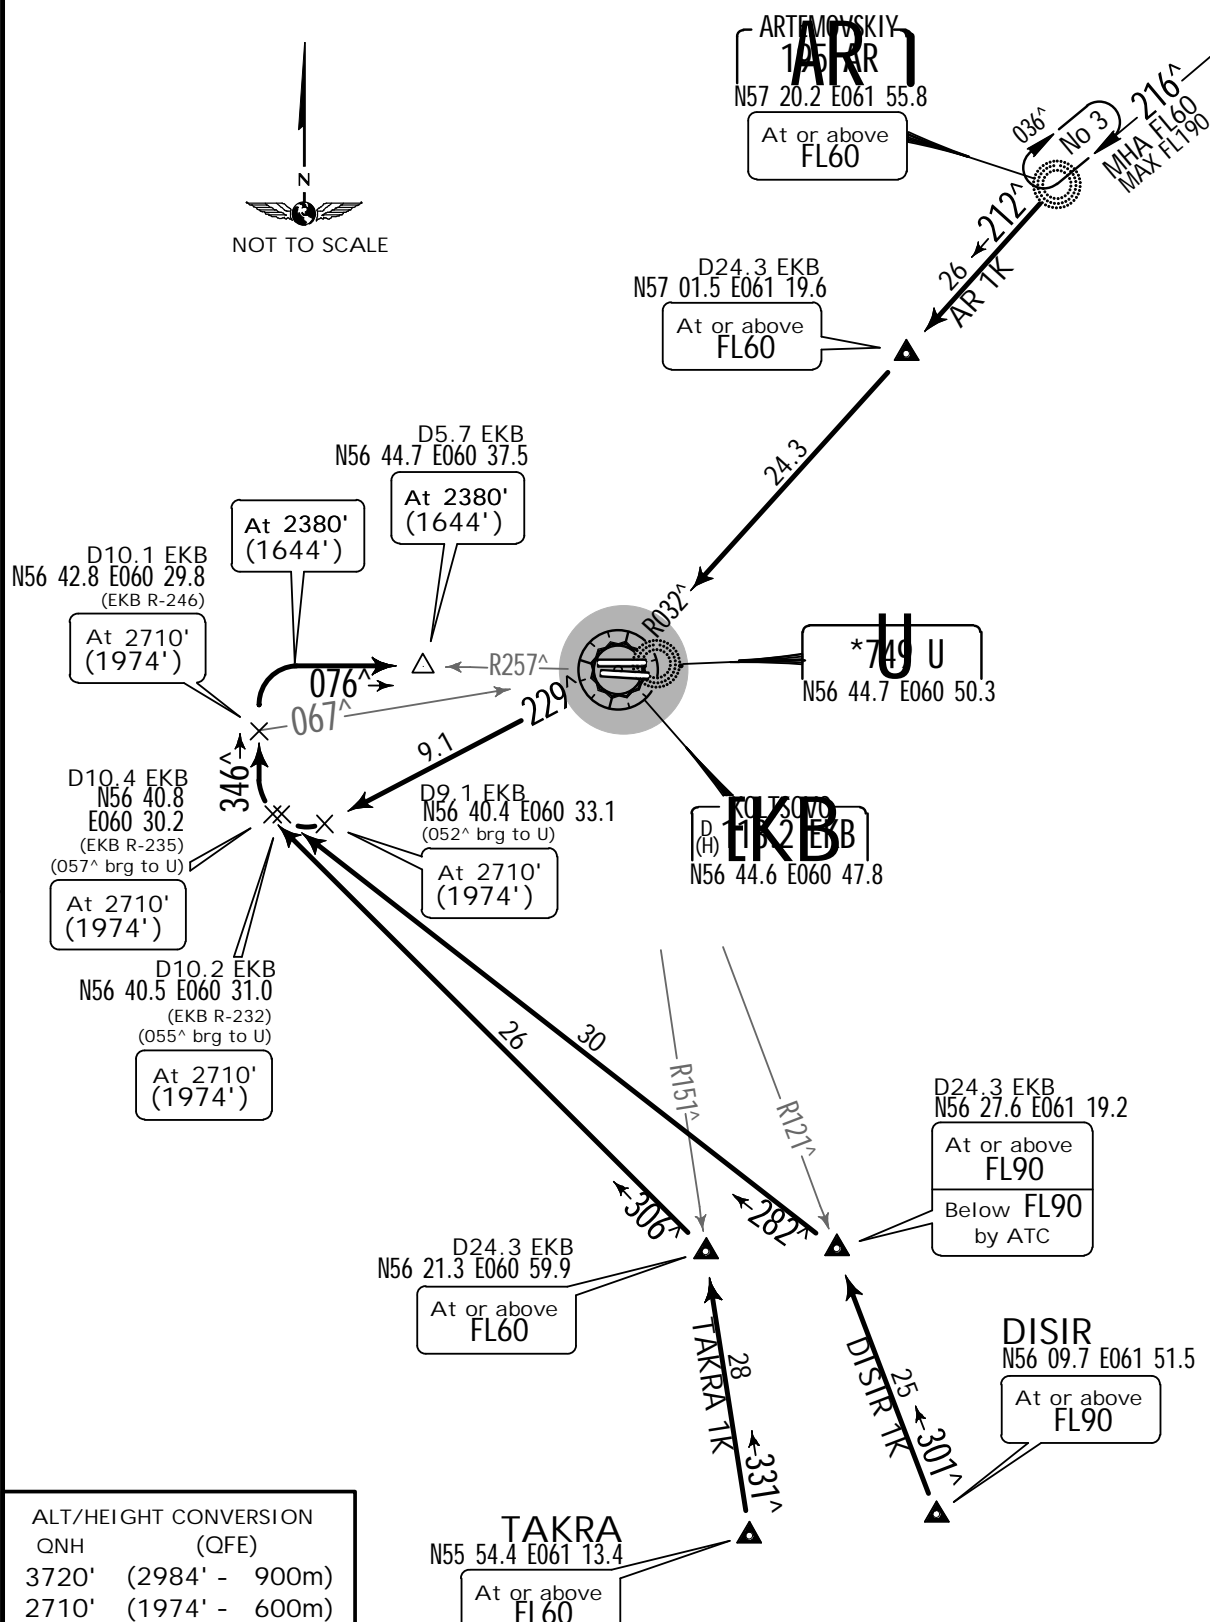 ARTEMOVSKIY
AR
N57 20.2 E061 55.8
At or above
FL60
036^
No 3
216^
MHA FL60
MAX FL190
N
NOT TO SCALE
212^
26
AR 1K
D24.3 EKB
N57 01.5 E061 19.6
At or above
FL60
24.3
R032^
D5.7 EKB
N56 44.7 E060 37.5
At 2380'
(1644')
At 2380'
(1644')
D10.1 EKB
N56 42.8 E060 29.8
(EKB R-246)
At 2710'
(1974')
R257^
076^
067^
229^
9.1
346^
*749 U
U
N56 44.7 E060 50.3
D10.4 EKB
N56 40.8
E060 30.2
(EKB R-235)
(057^ brg to U)
At 2710'
(1974')
D9.1 EKB
N56 40.4 E060 33.1
(052^ brg to U)
At 2710'
(1974')
KOLTSOVO
D
(H)
EKB
N56 44.6 E060 47.8
D10.2 EKB
N56 40.5 E060 31.0
(EKB R-232)
(055^ brg to U)
At 2710'
(1974')
26
30
R151^
R121^
D24.3 EKB
N56 27.6 E061 19.2
At or above
FL90
Below FL90
by ATC
306^
282^
D24.3 EKB
N56 21.3 E060 59.9
At or above
FL60
TAKRA 1K
28
331^
DISIR 1K
25
301^
DISIR
N56 09.7 E061 51.5
At or above
FL90
TAKRA
N55 54.4 E061 13.4
At or above
FL60
ALT/HEIGHT CONVERSION
QNH (QFE)
3720' (2984' - 900m)
2710' (1974' - 600m)